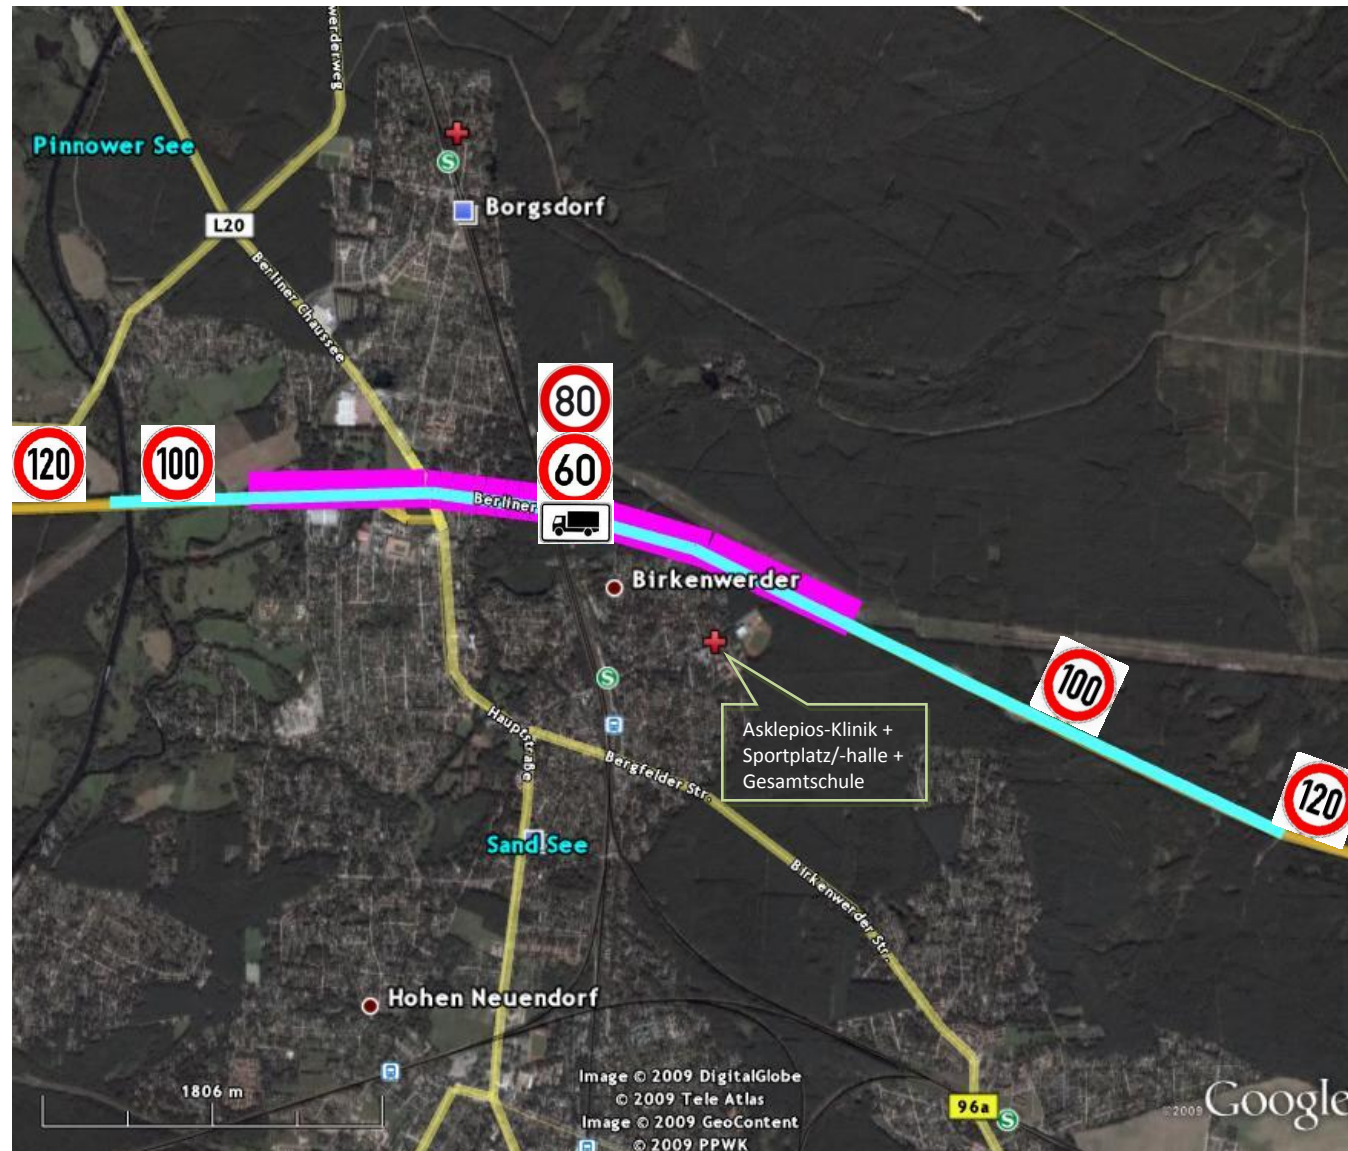 werderweg
Pinnower See
Borgsdorf
L20
Berliner Chaussee
80
120
100
60
Berliner
Birkenwerder
100
Asklepios-Klinik +
Sportplatz/-halle +
Gesamtschule
Hauptstraße
Bergfelder Str.
120
Sand See
Birkenwerder Str.
Hohen Neuendorf
1806 m
Image © 2009 DigitalGlobe
© 2009 Tele Atlas
Image © 2009 GeoContent
© 2009 PPWK
96a
S
S
S
©2009 Google